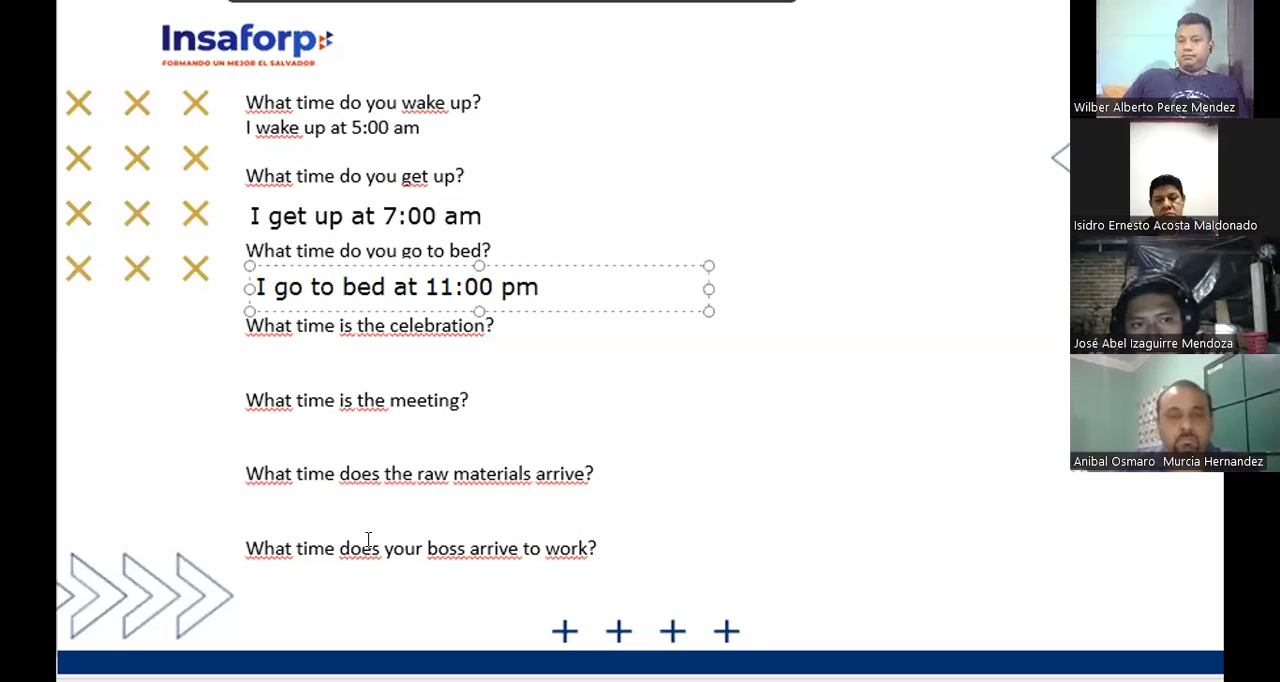 Insaforp
FORMANDO UN MEJOR EL SALVADOR
What time do you wake up?
I wake up at 5:00 am
What time do you get up?
I get up at 7:00 am
What time do you go to bed?
I go to bed at 11:00 pm
What time is the celebration?
What time is the meeting?
What time does the raw materials arrive?
What time does your boss arrive to work?
Wilber Alberto Perez Mendez
Isidro Ernesto Acosta Maldonado
José Abel Izaguirre Mendoza
Anibal Osmaro Murcia Hernandez